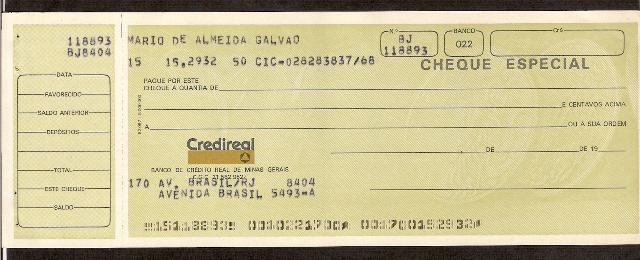 118893
BJ8404
DATA
FAVORECIDO
SALDO ANTERIOR
DEPÓSITOS
TOTAL
ESTE CHEQUE
SALDO
MARIO DE ALMEIDA GALVAO
Nº
BJ
118893
BANCO
022
Cr$
15 15,2932 50 CIC=028283837/68
CHEQUE ESPECIAL
PAGUE POR ESTE
CHEQUE A QUANTIA DE
E CENTAVOS ACIMA
A
OU A SUA ORDEM
Credireal
DE
DE 19
BANCO DE CRÉDITO REAL DE MINAS GERAIS
170 AV. BRASIL/RJ 8404
AVENIDA BRASIL 5493=A